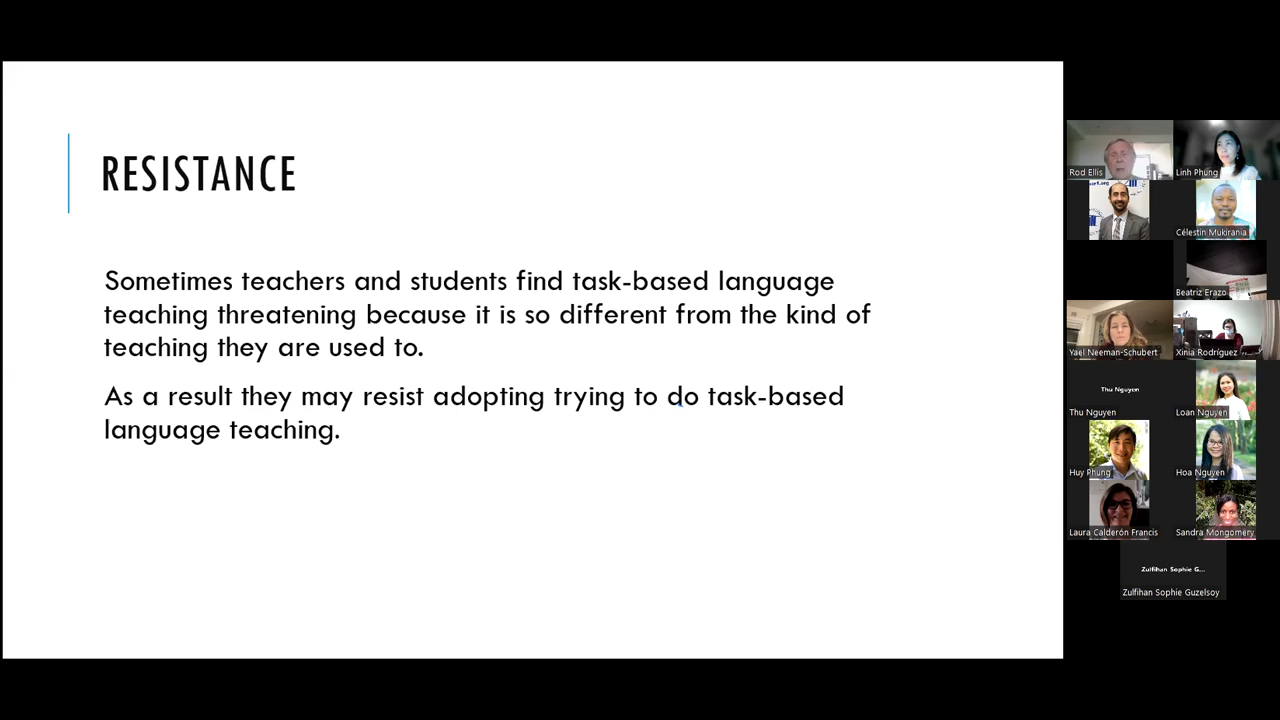 RESISTANCE
Sometimes teachers and students find task-based language
teaching threatening because it is so different from the kind of
teaching they are used to.
As a result they may resist adopting trying to do task-based
language teaching.
Rod Ellis
Linh Phung
Célestin Mukirania
Beatriz Erazo
Yael Neeman-Schubert
Xinia Rodríguez
Thu Nguyen
Thu Nguyen
Loan Nguyen
Huy Phung
Hoa Nguyen
Laura Calderón Francis
Sandra Mongomery
Zulfihan Sophie G...
Zulfihan Sophie Guzelsoy